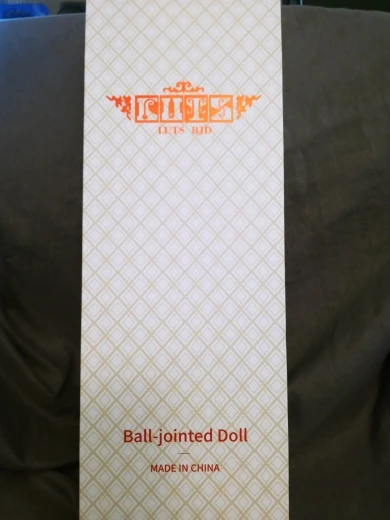 LUTS
LUTS BJD
Ball-jointed Doll
MADE IN CHINA